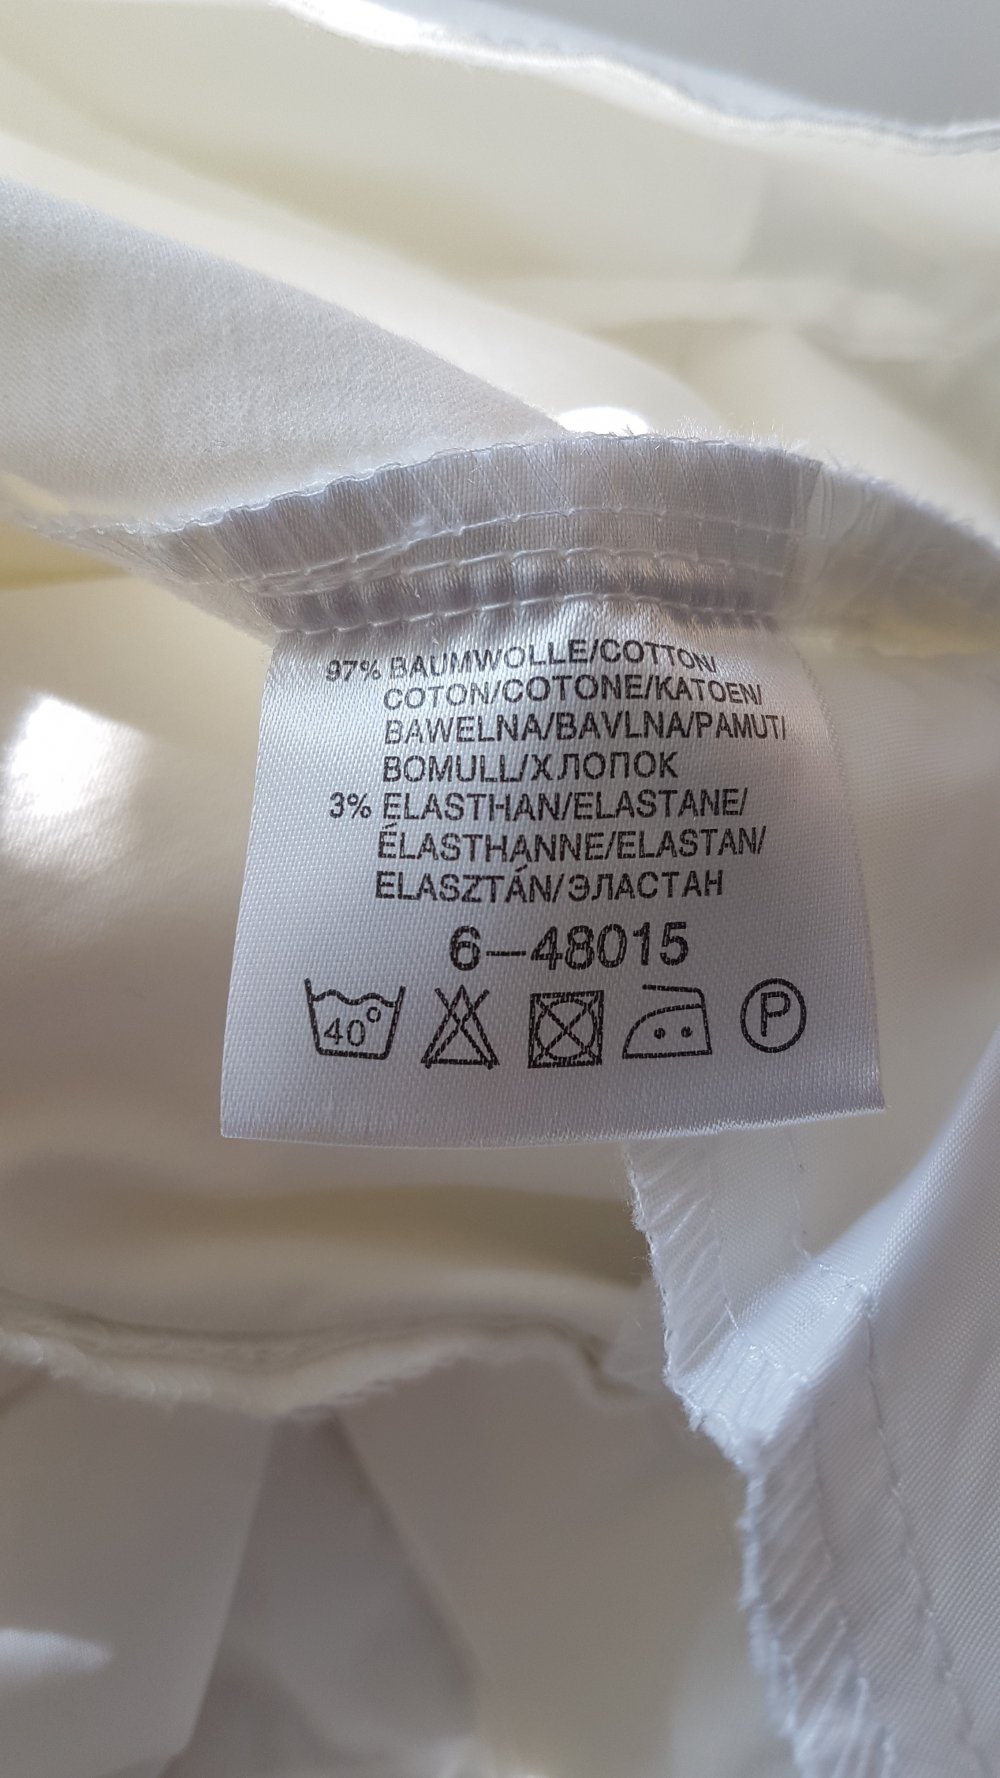 97% BAUMWOLLE/COTTON/
COTON/COTONE/KATOEN/
BAWELNA/BAVLNA/PAMUT/
BOMULL/ХЛОПОК
3% ELASTHAN/ELASTANE/
ÉLASTHANNE/ELASTAN/
ELASZTÁN/ЭЛАСТАН
6–48015
40° P